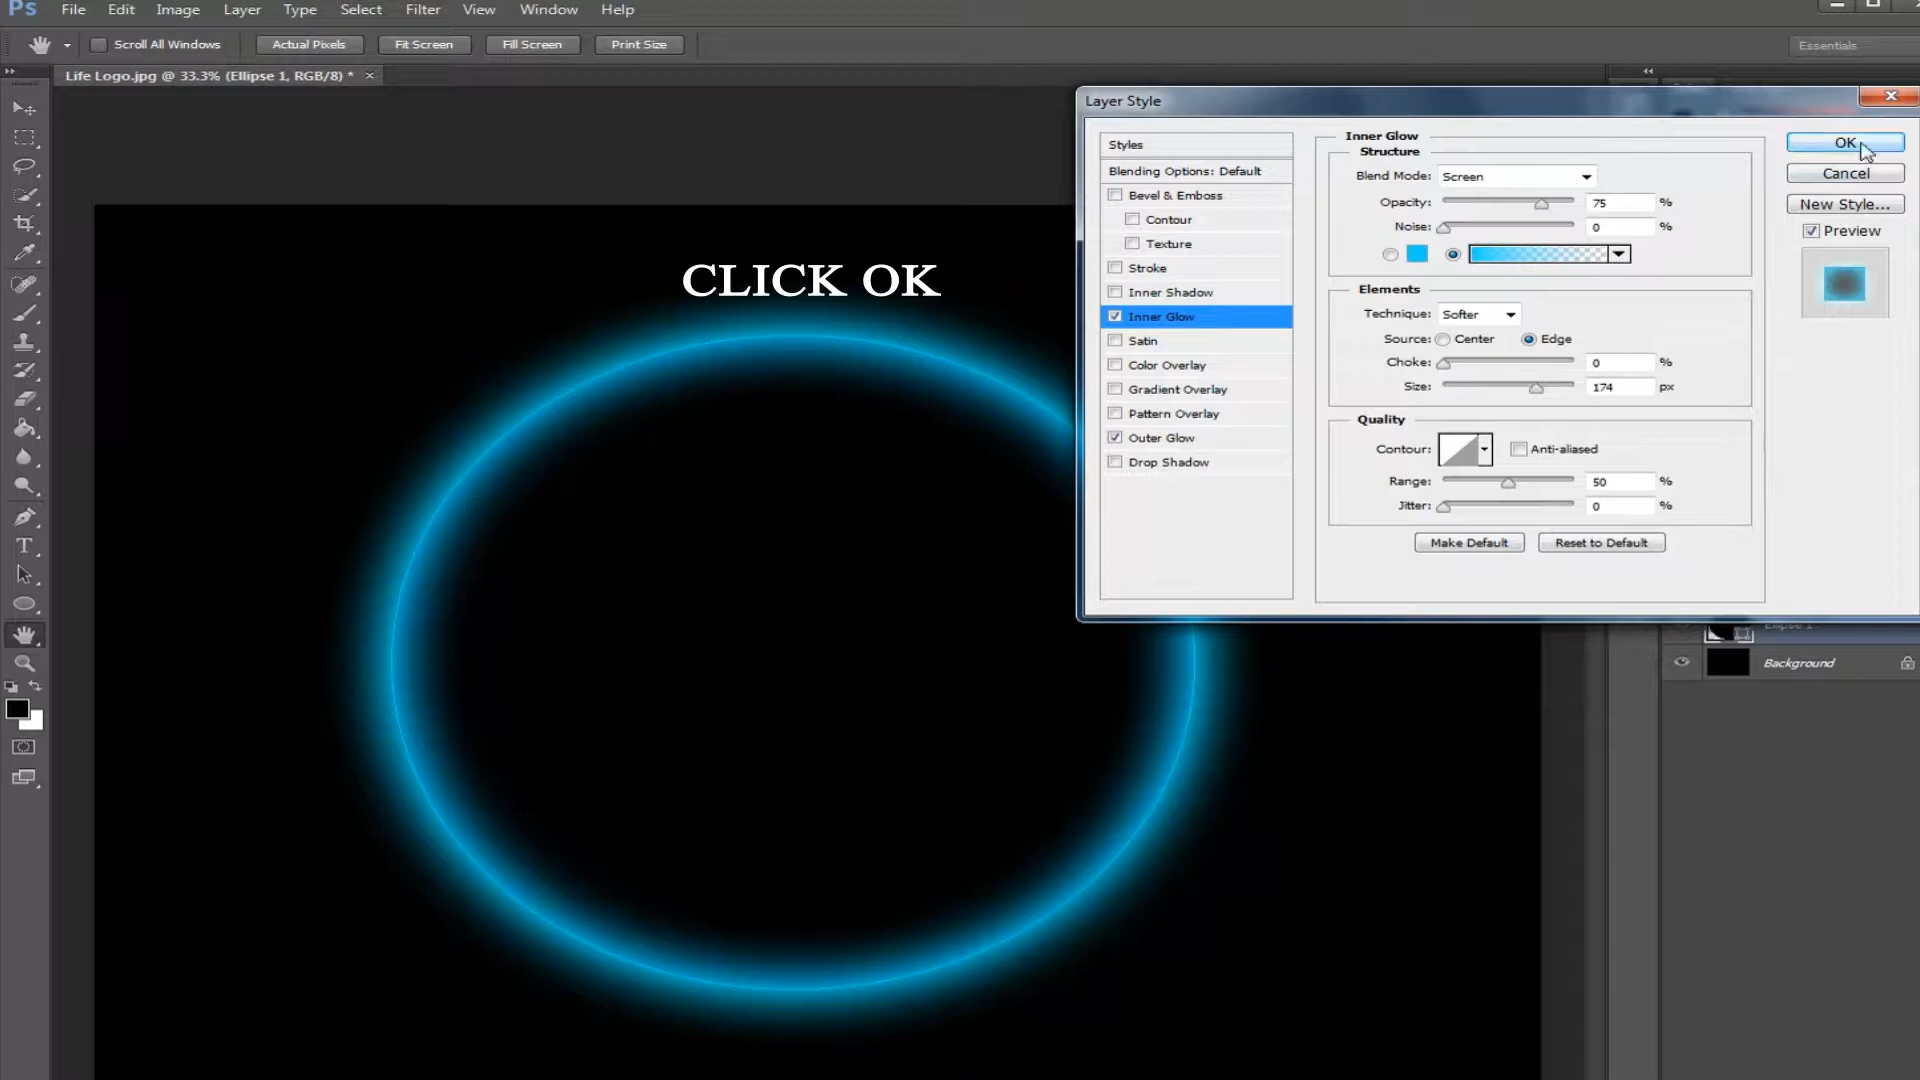 Ps File Edit Image Layer Type Select Filter View Window Help
Scroll All Windows Actual Pixels Fit Screen Fill Screen Print Size Essentials
Life Logo.jpg @ 33.3% (Ellipse 1, RGB/8) * ×
Layer Style
Styles
Blending Options: Default
Bevel & Emboss
Contour
Texture
Stroke
Inner Shadow
Inner Glow
Satin
Color Overlay
Gradient Overlay
Pattern Overlay
Outer Glow
Drop Shadow
Inner Glow
Structure
Blend Mode: Screen
Opacity: 75 %
Noise: 0 %
Elements
Technique: Softer
Source: Center Edge
Choke: 0 %
Size: 174 px
Quality
Contour: Anti-aliased
Range: 50 %
Jitter: 0 %
Make Default Reset to Default
OK
Cancel
New Style...
Preview
CLICK OK
Ellipse 1
Background
T